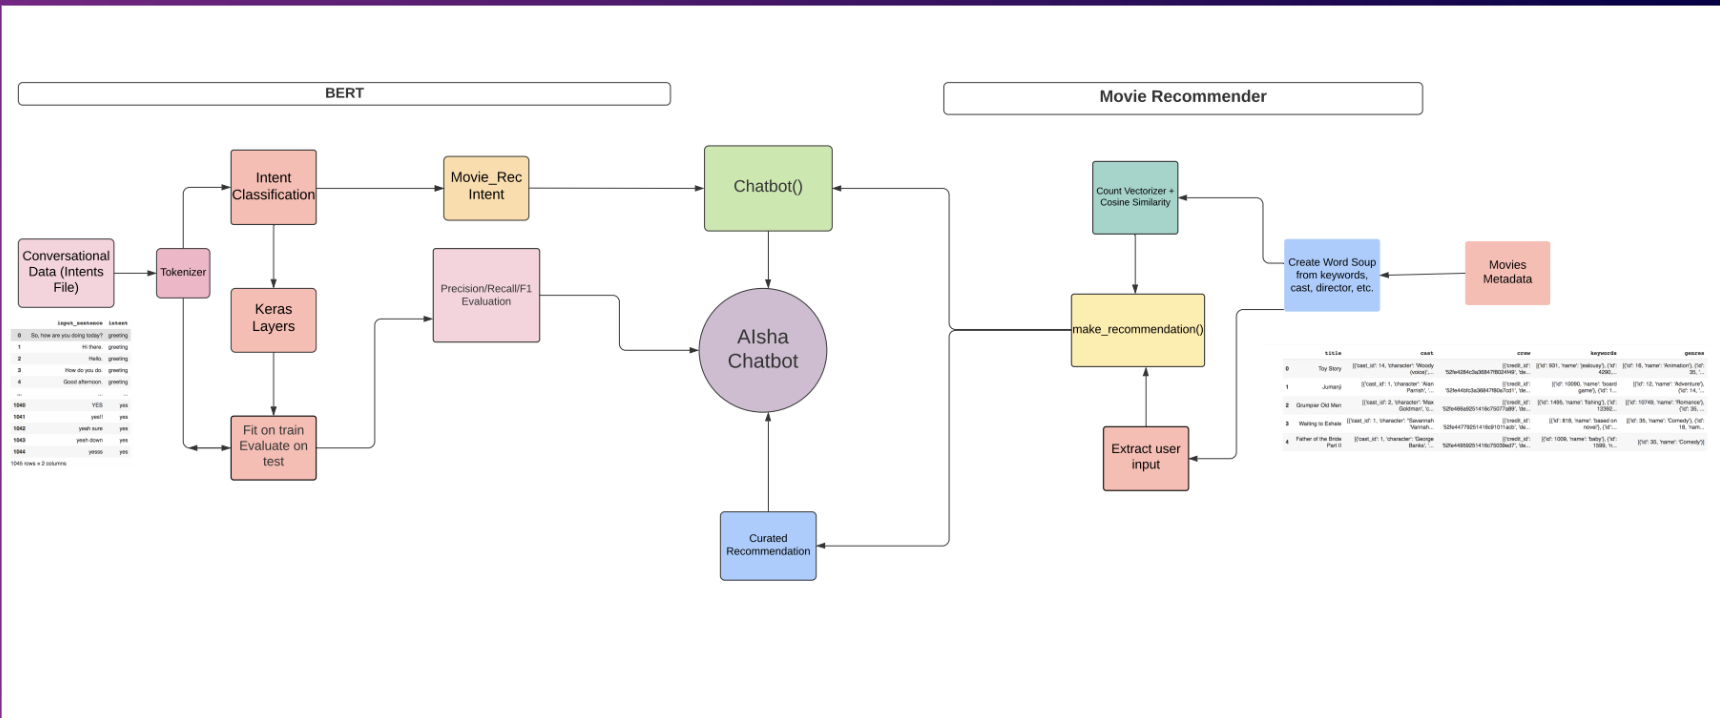 BERT
Movie Recommender
Intent
Classification
Movie_Rec
Intent
Chatbot()
Count Vectorizer +
Cosine Similarity
Conversational
Data (Intents
File)
Tokenizer
Precision/Recall/F1
Evaluation
Create Word Soup
from keywords,
cast, director, etc.
Movies
Metadata
Keras
Layers
AIsha
Chatbot
make_recommendation()
Fit on train
Evaluate on
test
Extract user
input
Curated
Recommendation
input_sentence intent
0 So, how are you doing today? greeting
1 Hi there. greeting
2 Hello. greeting
3 How do you do. greeting
4 Good afternoon. greeting
... ... ...
1040 YES yes
1041 yes!! yes
1042 yeah sure yes
1043 yeah down yes
1044 yesss yes
1045 rows × 2 columns
title cast crew keywords genres
0 Toy Story [{'cast_id': 14, 'character': 'Woody (voice)',... [{'credit_id': [{'id': 931, 'name': 'jealousy'}, {'id': 4290,... [{'id': 16, 'name': 'Animation'}, {'id': 35, '...
1 Jumanji [{'cast_id': 1, 'character': 'Alan Parrish', '... [{'credit_id': [{'id': 10090, 'name': 'board game'}, {'id': 1... [{'id': 12, 'name': 'Adventure'}, {'id': 14, '...
2 Grumpier Old Men [{'cast_id': 2, 'character': 'Max Goldman', 'c... [{'credit_id': [{'id': 1495, 'name': 'fishing'}, {'id': 12392... [{'id': 10749, 'name': 'Romance'}, {'id': 35, ...
3 Waiting to Exhale [{'cast_id': 1, 'character': "Savannah 'Vannah... [{'credit_id': [{'id': 818, 'name': 'based on novel'}, {'id':... [{'id': 35, 'name': 'Comedy'}, {'id': 18, 'nam...
4 Father of the Bride Part II [{'cast_id': 1, 'character': 'George Banks', '... [{'credit_id': [{'id': 1009, 'name': 'baby'}, {'id': 1599, 'n... [{'id': 35, 'name': 'Comedy'}]